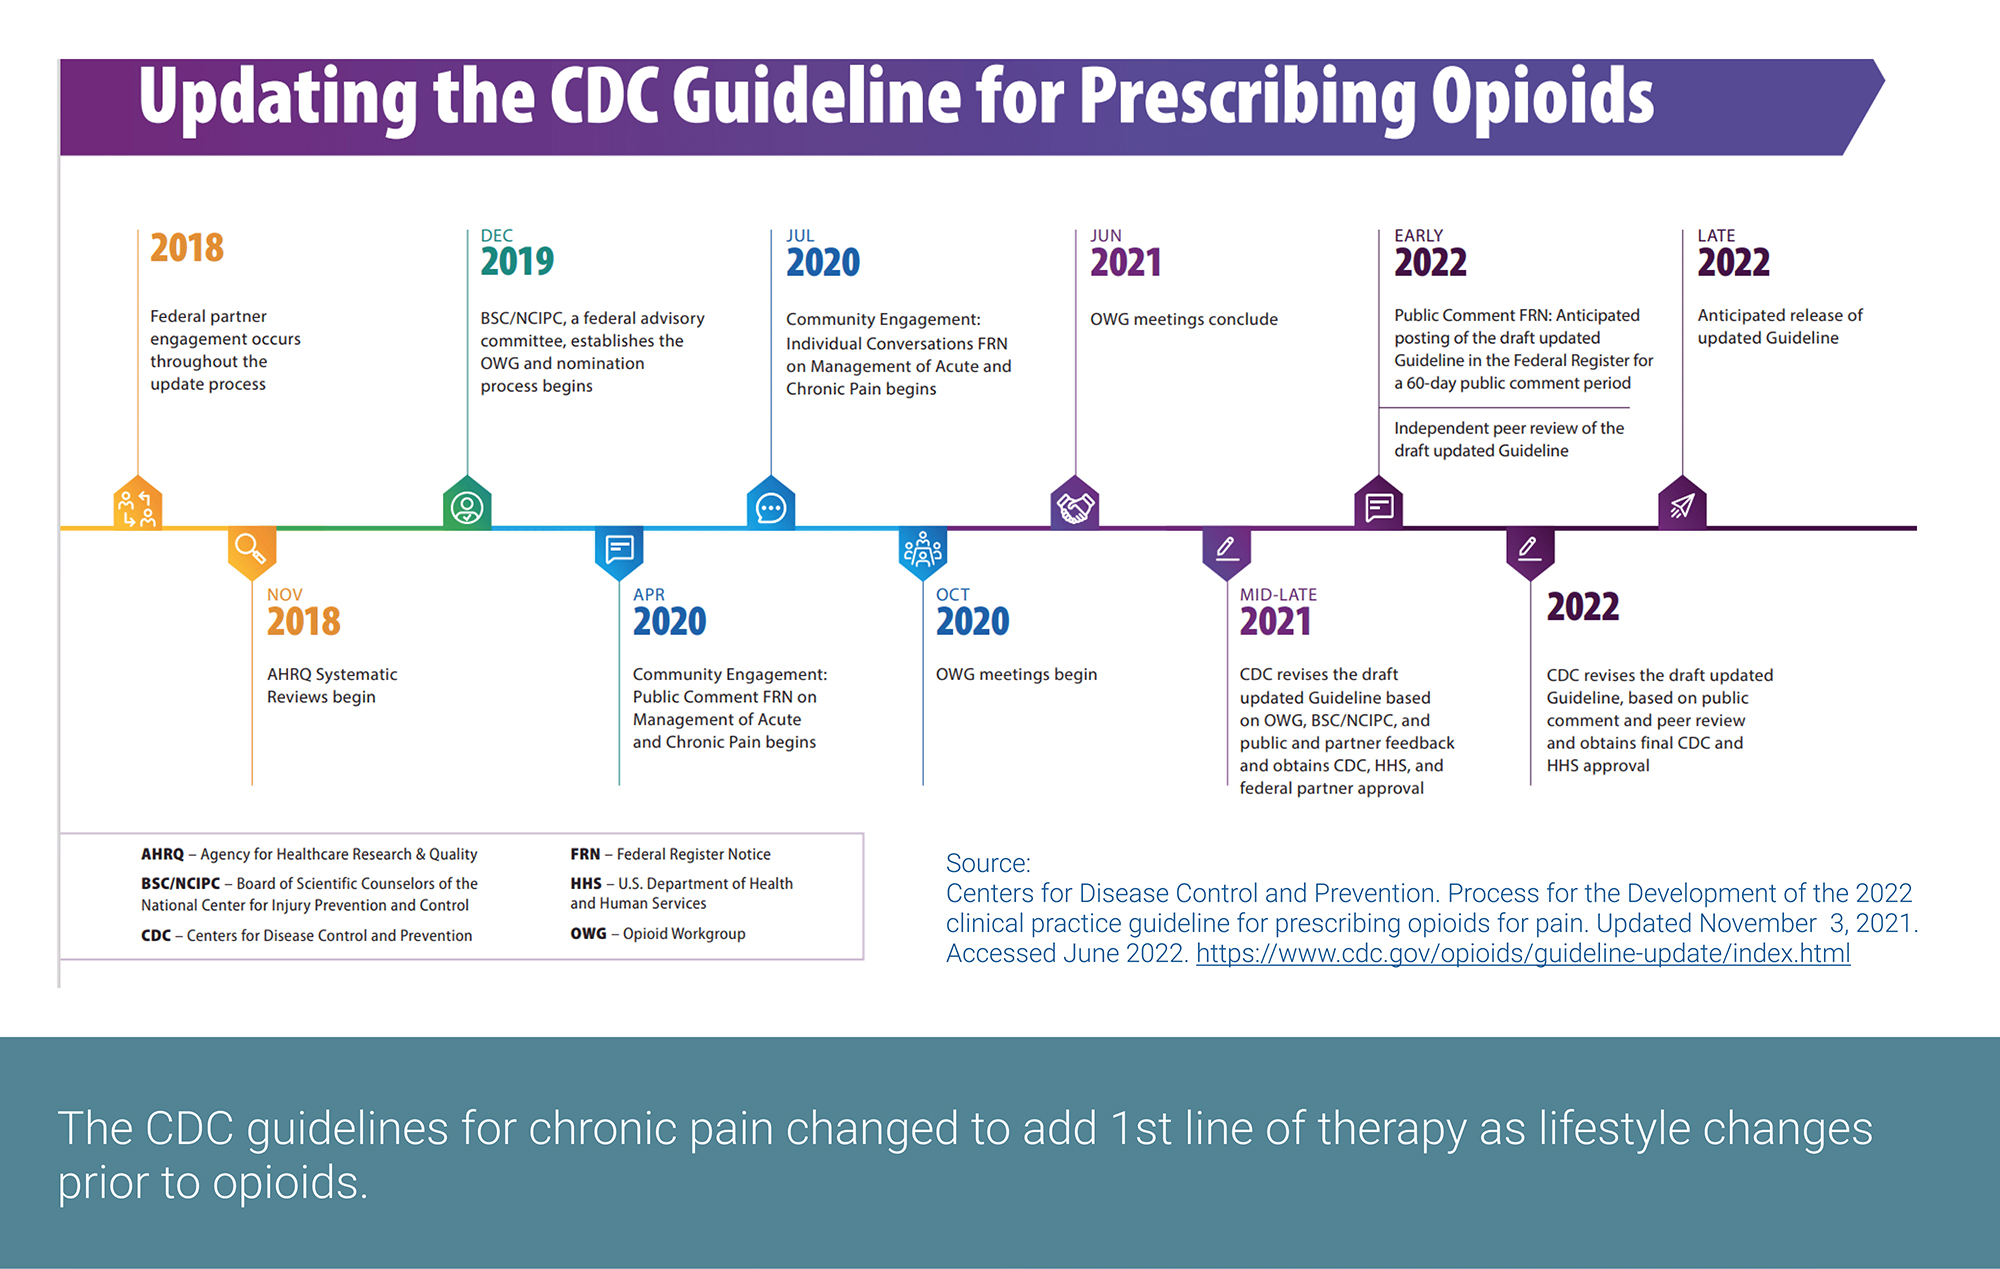 Updating the CDC Guideline for Prescribing Opioids
2018
Federal partner
engagement occurs
throughout the
update process
DEC
2019
BSC/NCIPC, a federal advisory
committee, establishes the
OWG and nomination
process begins
JUL
2020
Community Engagement:
Individual Conversations FRN
on Management of Acute and
Chronic Pain begins
JUN
2021
OWG meetings conclude
EARLY
2022
Public Comment FRN: Anticipated
posting of the draft updated
Guideline in the Federal Register for
a 60-day public comment period
Independent peer review of the
draft updated Guideline
LATE
2022
Anticipated release of
updated Guideline
NOV
2018
AHRQ Systematic
Reviews begin
APR
2020
Community Engagement:
Public Comment FRN on
Management of Acute
and Chronic Pain begins
OCT
2020
OWG meetings begin
MID-LATE
2021
CDC revises the draft
updated Guideline based
on OWG, BSC/NCIPC, and
public and partner feedback
and obtains CDC, HHS, and
federal partner approval
2022
CDC revises the draft updated
Guideline, based on public
comment and peer review
and obtains final CDC and
HHS approval
AHRQ – Agency for Healthcare Research & Quality
BSC/NCIPC – Board of Scientific Counselors of the
National Center for Injury Prevention and Control
CDC – Centers for Disease Control and Prevention
FRN – Federal Register Notice
HHS – U.S. Department of Health
and Human Services
OWG – Opioid Workgroup
Source:
Centers for Disease Control and Prevention. Process for the Development of the 2022
clinical practice guideline for prescribing opioids for pain. Updated November 3, 2021.
Accessed June 2022. https://www.cdc.gov/opioids/guideline-update/index.html
The CDC guidelines for chronic pain changed to add 1st line of therapy as lifestyle changes
prior to opioids.